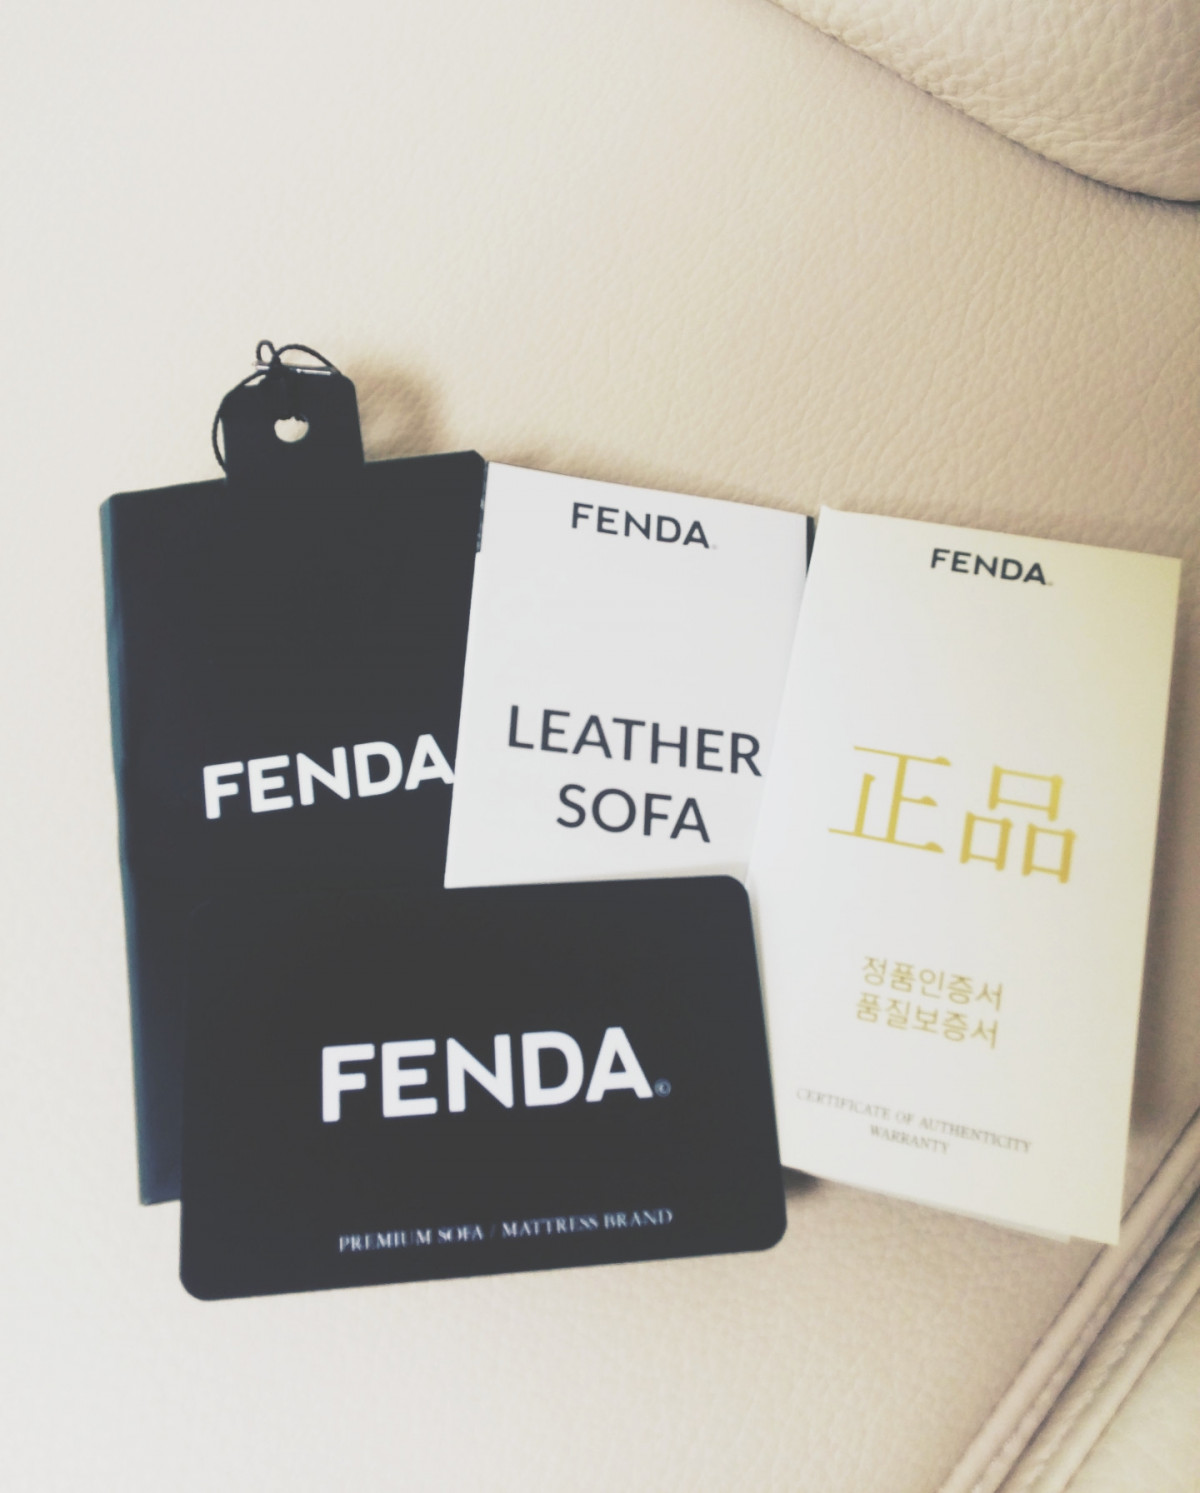 FENDA
FENDA
LEATHER
SOFA
FENDA
正品
정품인증서
품질보증서
CERTIFICATE OF AUTHENTICITY
WARRANTY
FENDA©
PREMIUM SOFA / MATTRESS BRAND